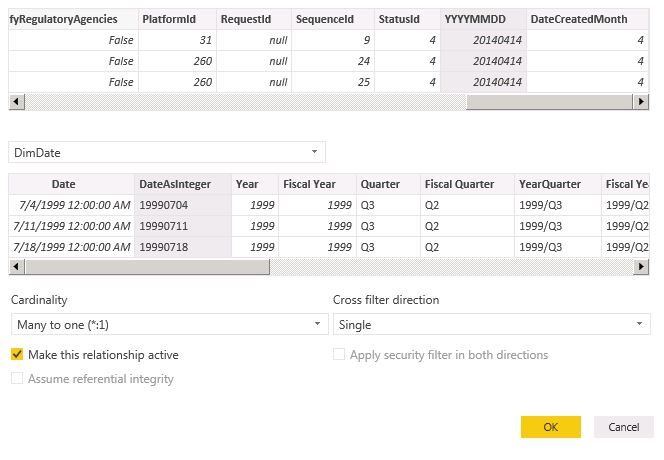 fyRegulatoryAgencies PlatformId RequestId SequenceId StatusId YYYYMMDD DateCreatedMonth
False 31 null 9 4 20140414 4
False 260 null 24 4 20140414 4
False 260 null 25 4 20140414 4
DimDate
Date DateAsInteger Year Fiscal Year Quarter Fiscal Quarter YearQuarter Fiscal Ye
7/4/1999 12:00:00 AM 19990704 1999 1999 Q3 Q2 1999/Q3 1999/Q2
7/11/1999 12:00:00 AM 19990711 1999 1999 Q3 Q2 1999/Q3 1999/Q2
7/18/1999 12:00:00 AM 19990718 1999 1999 Q3 Q2 1999/Q3 1999/Q2
Cardinality Cross filter direction
Many to one (*:1) Single
Make this relationship active Apply security filter in both directions
Assume referential integrity
OK Cancel